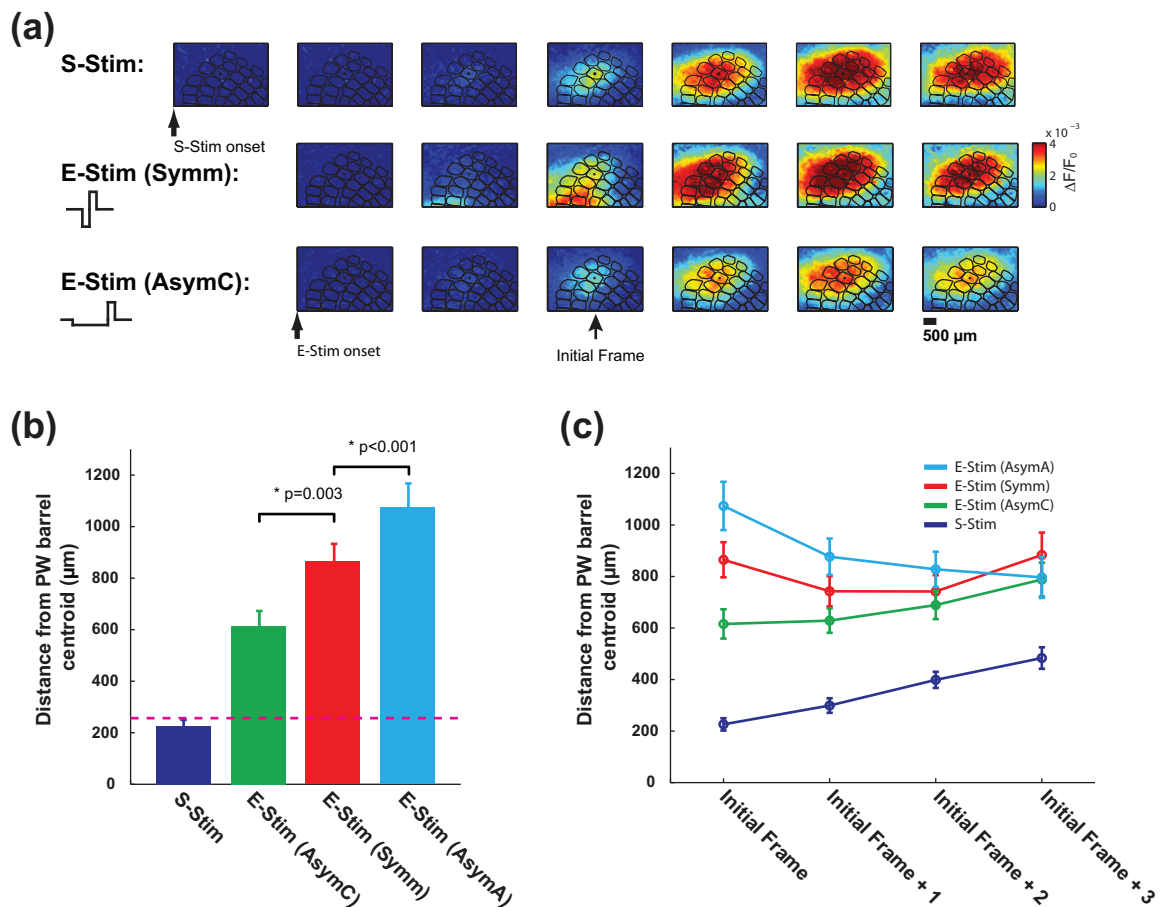 (a)
S-Stim:
S-Stim onset
E-Stim (Symm):
x 10 -3
4
2
0
ΔF/F0
E-Stim (AsymC):
E-Stim onset
Initial Frame
500 µm
(b)
* p<0.001
* p=0.003
1200
1000
800
600
400
200
0
Distance from PW barrel
centroid (µm)
S-Stim
E-Stim (AsymC)
E-Stim (Symm)
E-Stim (AsymA)
(c)
E-Stim (AsymA)
E-Stim (Symm)
E-Stim (AsymC)
S-Stim
1200
1000
800
600
400
200
0
Distance from PW barrel
centroid (µm)
Initial Frame
Initial Frame + 1
Initial Frame + 2
Initial Frame + 3